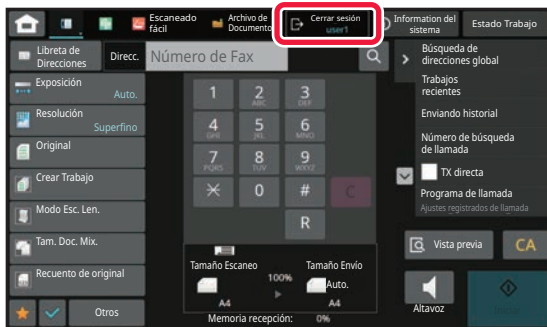 Escaneado
fácil
Archivo de
Documento
Cerrar sesión
user1
Information del
sistema
Estado Trabajo
Libreta de
Direcciones
Direcc.
Número de Fax
Búsqueda de
direcciones global
Trabajos
recientes
Enviando historial
Número de búsqueda
de llamada
TX directa
Programa de llamada
Ajustes registrados de llamada
Exposición
Auto.
Resolución
Superfino
Original
Crear Trabajo
Modo Esc. Len.
Tam. Doc. Mix.
Recuento de original
Otros
1
2
ABC
3
DEF
4
GHI
5
JKL
6
MNO
7
PQRS
8
TUV
9
WXYZ
0
#
C
R
Tamaño Escaneo
100%
Tamaño Envío
Auto.
A4
A4
Memoria recepción: 0%
Vista previa
CA
Altavoz